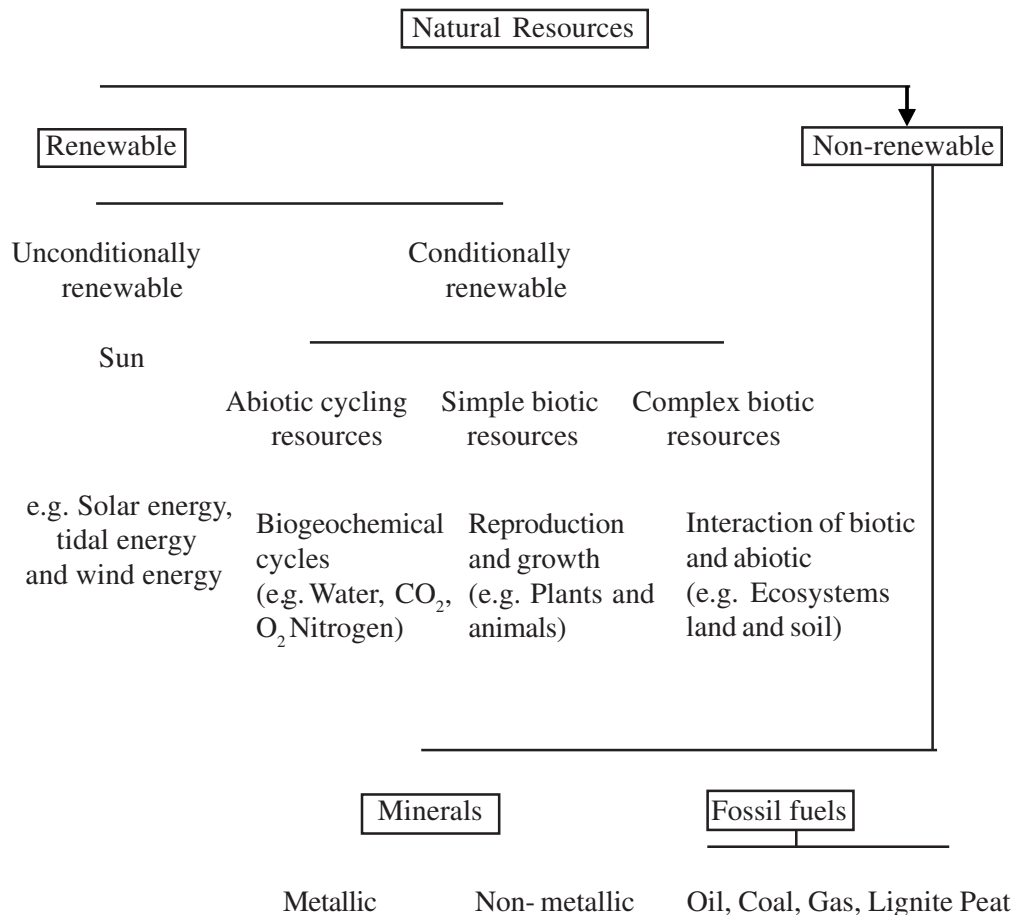 Natural Resources
Renewable
Non-renewable
Unconditionally
renewable
Conditionally
renewable
Sun
Abiotic cycling
resources
Simple biotic
resources
Complex biotic
resources
e.g. Solar energy,
tidal energy
and wind energy
Biogeochemical
cycles
(e.g. Water, CO₂,
O₂ Nitrogen)
Reproduction
and growth
(e.g. Plants and
animals)
Interaction of biotic
and abiotic
(e.g. Ecosystems
land and soil)
Minerals
Fossil fuels
Metallic
Non- metallic
Oil, Coal, Gas, Lignite Peat